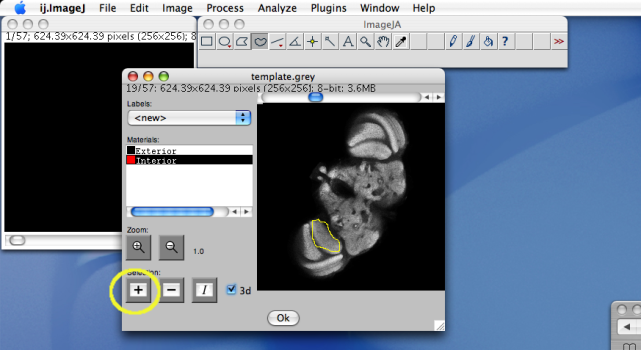 ij.ImageJ File Edit Image Process Analyze Plugins Window Help
1/57; 624.39x624.39 pixels (256x256); 8
ImageJA
A
?
>>
template.grey
19/57; 624.39x624.39 pixels (256x256); 8-bit: 3.6MB
Labels:
<new>
Materials:
Exterior
Interior
Zoom:
1.0
Selection:
+
−
I
3d
Ok